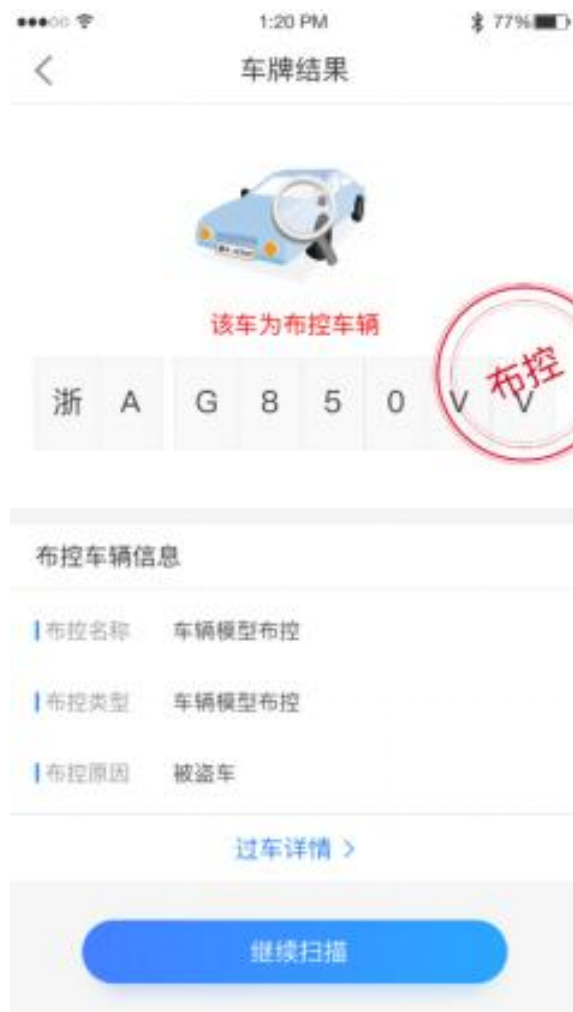 1:20 PM 77%
车牌结果
该车为布控车辆
布控
浙 A G 8 5 0 V V
布控车辆信息
布控名称 车辆模型布控
布控类型 车辆模型布控
布控原因 被盗车
过车详情 >
继续扫描